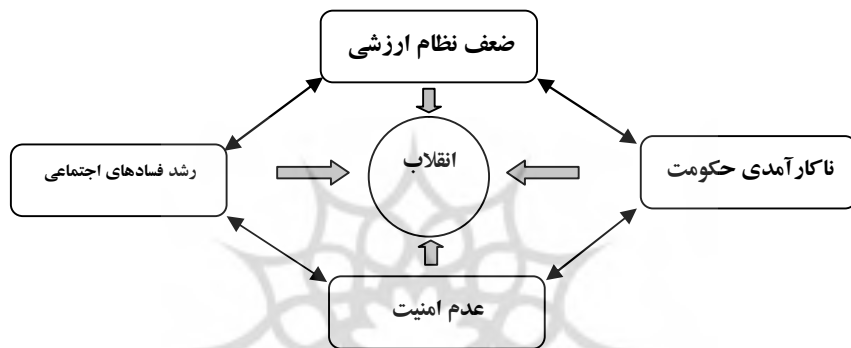 ضعف نظام ارزشی
ناکارآمدی حکومت
انقلاب
رشد فسادهای اجتماعی
عدم امنیت